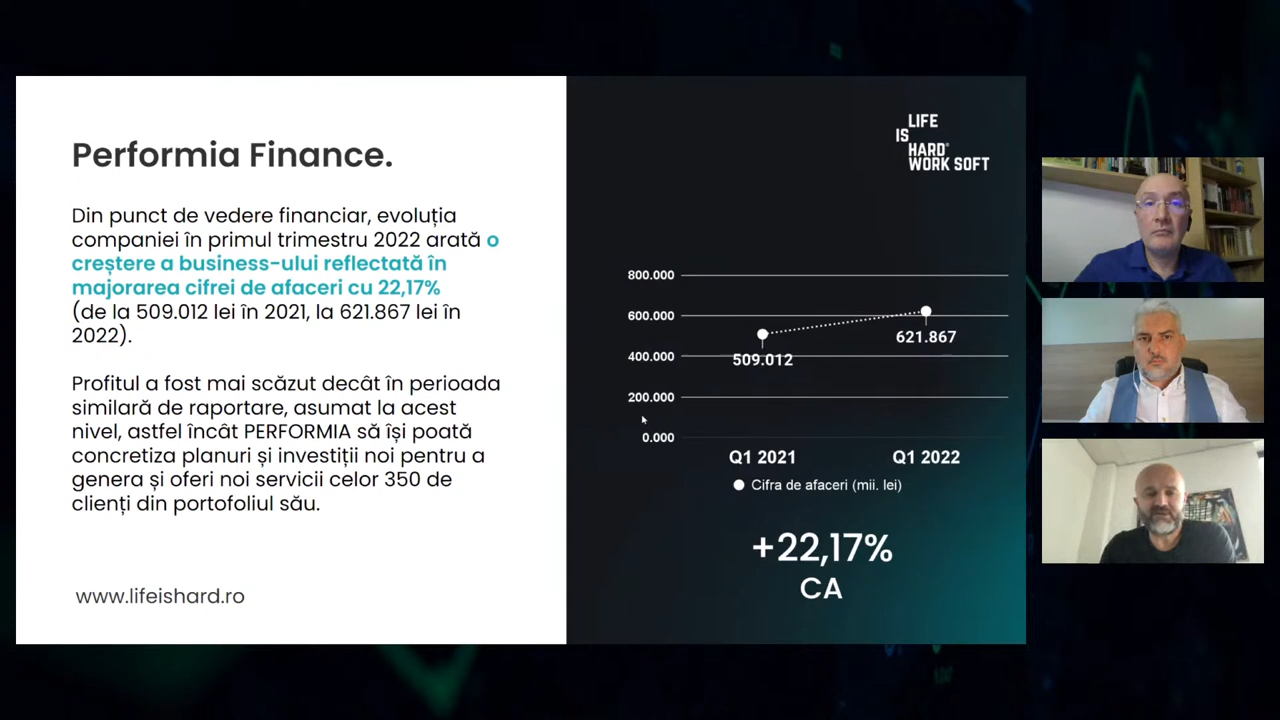 Performia Finance.
Din punct de vedere financiar, evoluția
companiei în primul trimestru 2022 arată o
creștere a business-ului reflectată în
majorarea cifrei de afaceri cu 22,17%
(de la 509.012 lei în 2021, la 621.867 lei în
2022).
Profitul a fost mai scăzut decât în perioada
similară de raportare, asumat la acest
nivel, astfel încât PERFORMIA să își poată
concretiza planuri și investiții noi pentru a
genera și oferi noi servicii celor 350 de
clienți din portofoliul său.
www.lifeishard.ro
LIFE
IS
HARD®
WORK SOFT
800.000
600.000
400.000
200.000
0.000
509.012
621.867
Q1 2021
Q1 2022
Cifra de afaceri (mii. lei)
+22,17%
CA